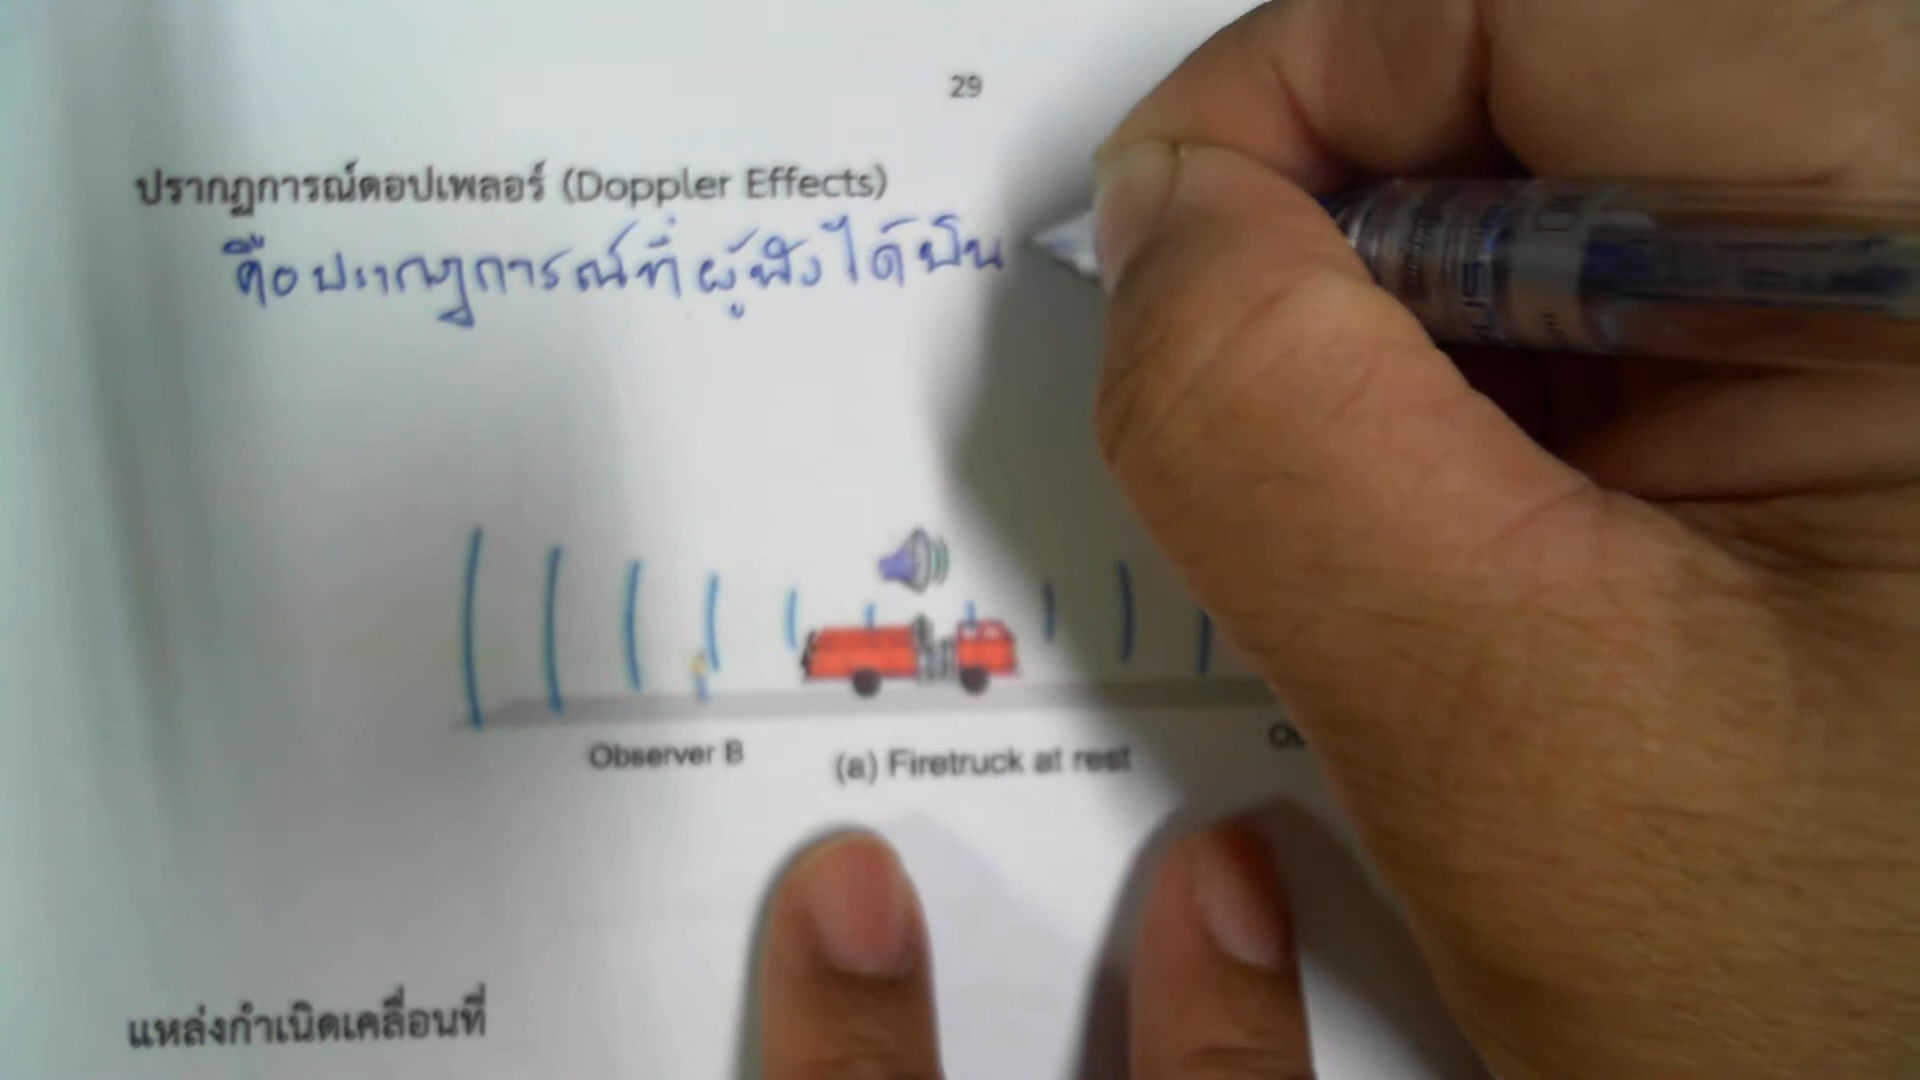 29
ปรากฏการณ์ดอปเพลอร์ (Doppler Effects)
คือปรากฏการณ์ที่ผู้ฟังได้ยิน
Observer B
(a) Firetruck at rest
แหล่งกำเนิดเคลื่อนที่